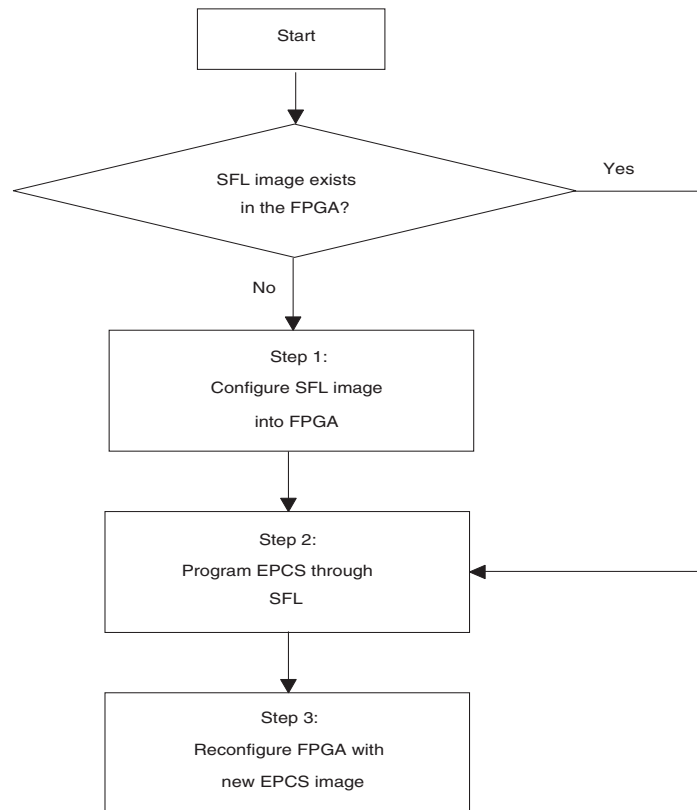 Start
SFL image exists
in the FPGA?
Yes
No
Step 1:
Configure SFL image
into FPGA
Step 2:
Program EPCS through
SFL
Step 3:
Reconfigure FPGA with
new EPCS image